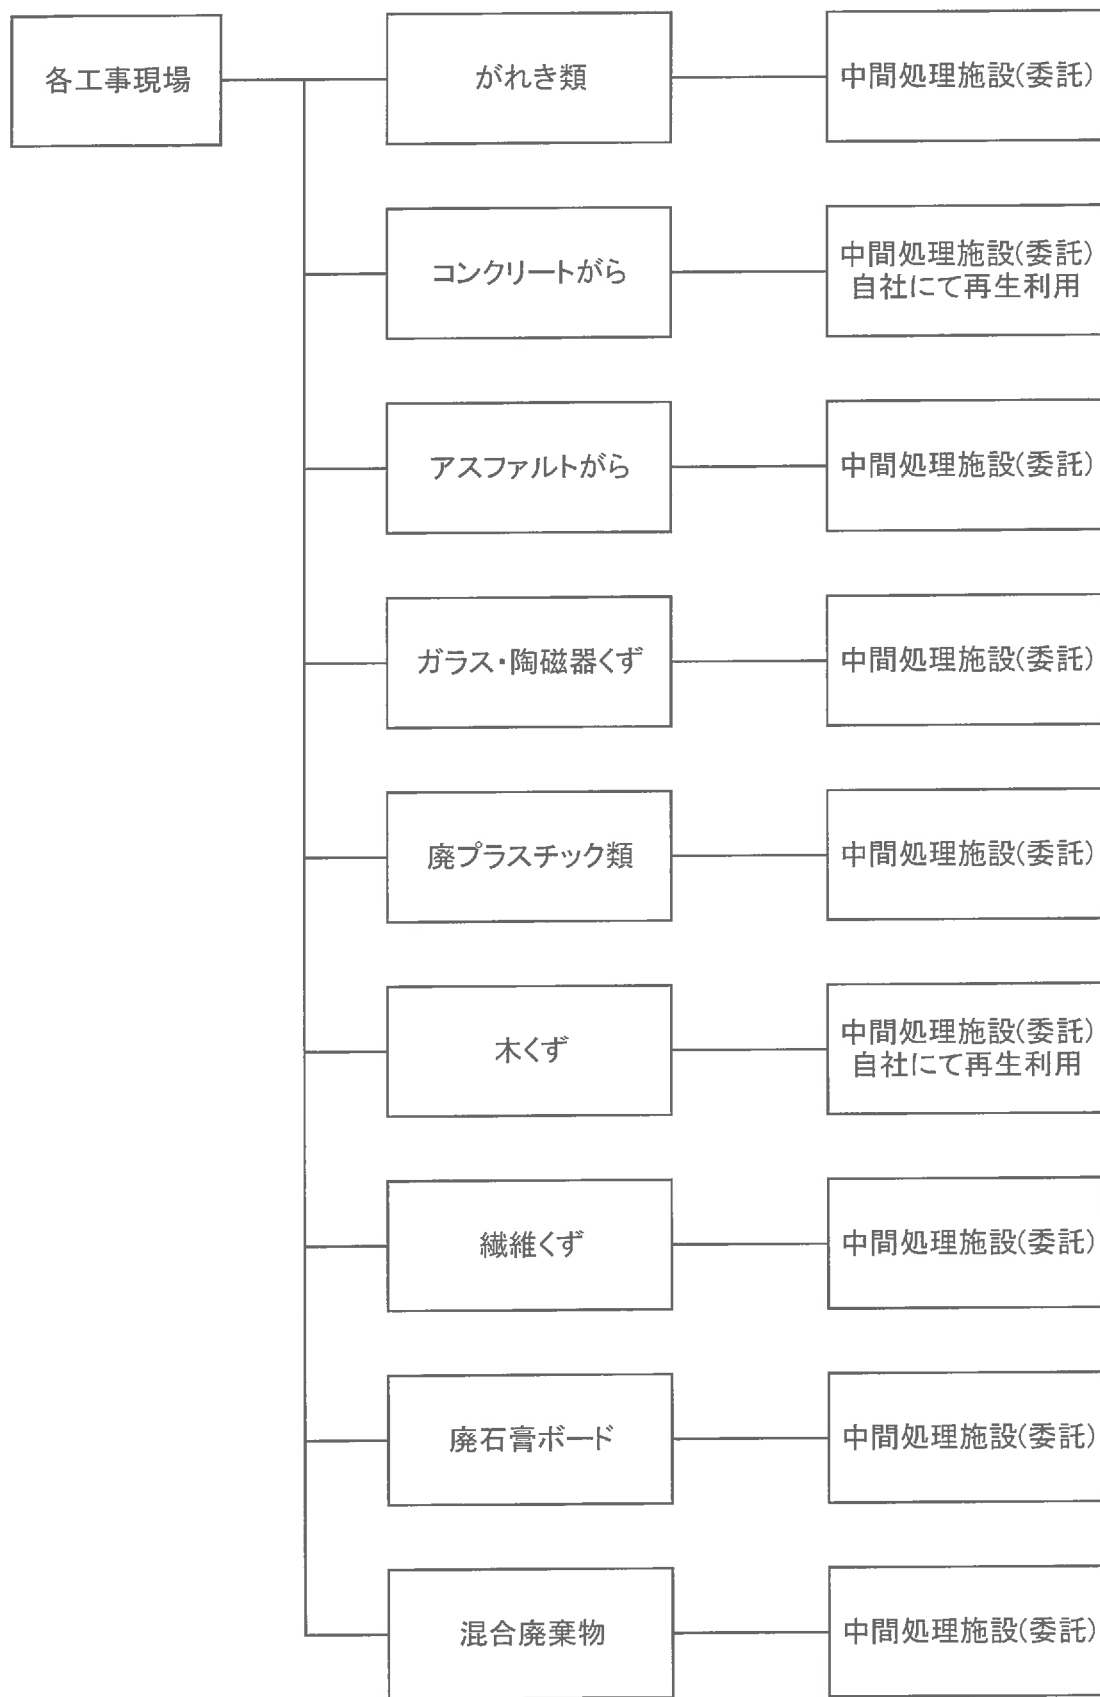 各工事現場
がれき類
中間処理施設(委託)
コンクリートがら
中間処理施設(委託)
自社にて再生利用
アスファルトがら
中間処理施設(委託)
ガラス・陶磁器くず
中間処理施設(委託)
廃プラスチック類
中間処理施設(委託)
木くず
中間処理施設(委託)
自社にて再生利用
繊維くず
中間処理施設(委託)
廃石膏ボード
中間処理施設(委託)
混合廃棄物
中間処理施設(委託)